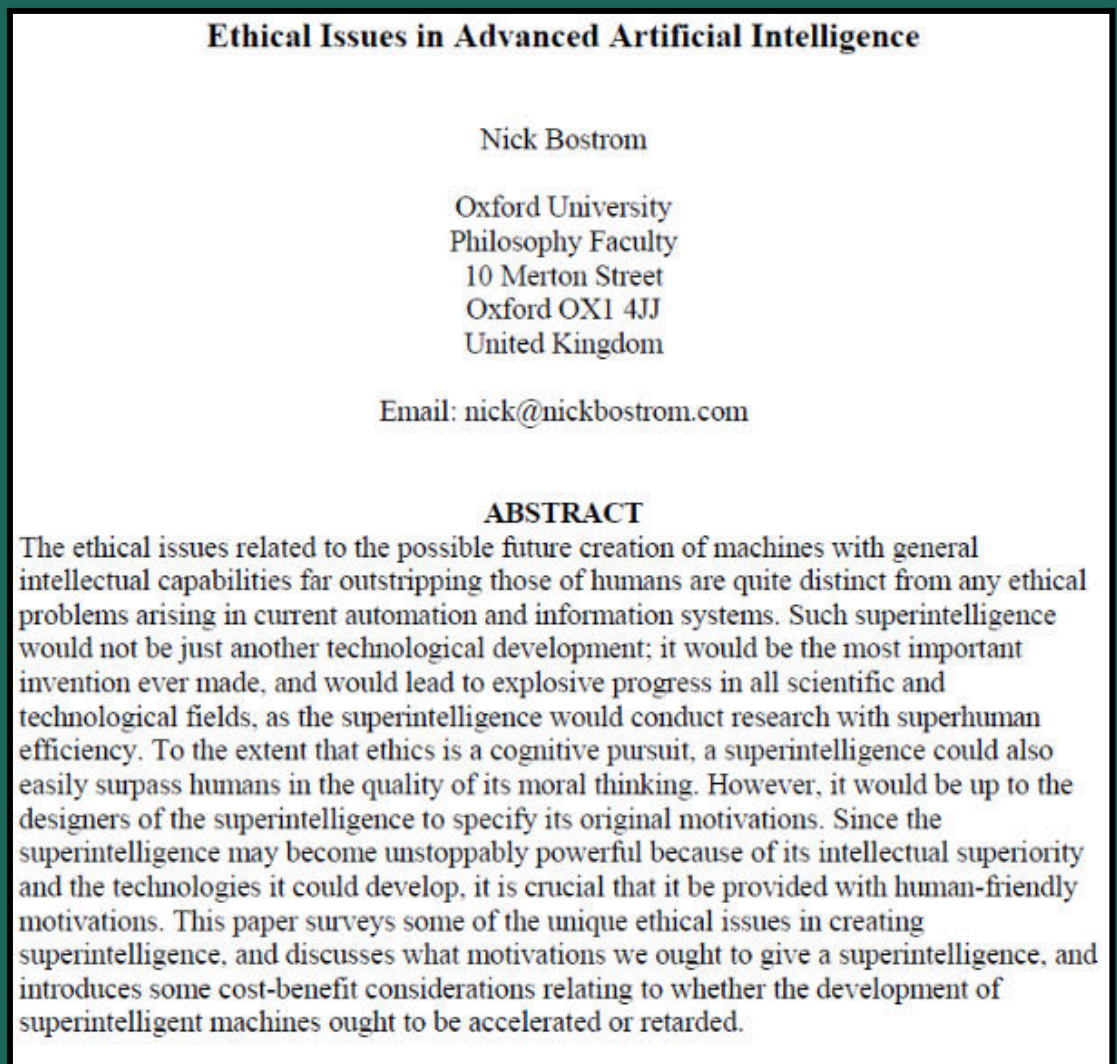 Ethical Issues in Advanced Artificial Intelligence
Nick Bostrom
Oxford University
Philosophy Faculty
10 Merton Street
Oxford OX1 4JJ
United Kingdom
Email: nick@nickbostrom.com
ABSTRACT
The ethical issues related to the possible future creation of machines with general
intellectual capabilities far outstripping those of humans are quite distinct from any ethical
problems arising in current automation and information systems. Such superintelligence
would not be just another technological development; it would be the most important
invention ever made, and would lead to explosive progress in all scientific and
technological fields, as the superintelligence would conduct research with superhuman
efficiency. To the extent that ethics is a cognitive pursuit, a superintelligence could also
easily surpass humans in the quality of its moral thinking. However, it would be up to the
designers of the superintelligence to specify its original motivations. Since the
superintelligence may become unstoppably powerful because of its intellectual superiority
and the technologies it could develop, it is crucial that it be provided with human-friendly
motivations. This paper surveys some of the unique ethical issues in creating
superintelligence, and discusses what motivations we ought to give a superintelligence, and
introduces some cost-benefit considerations relating to whether the development of
superintelligent machines ought to be accelerated or retarded.